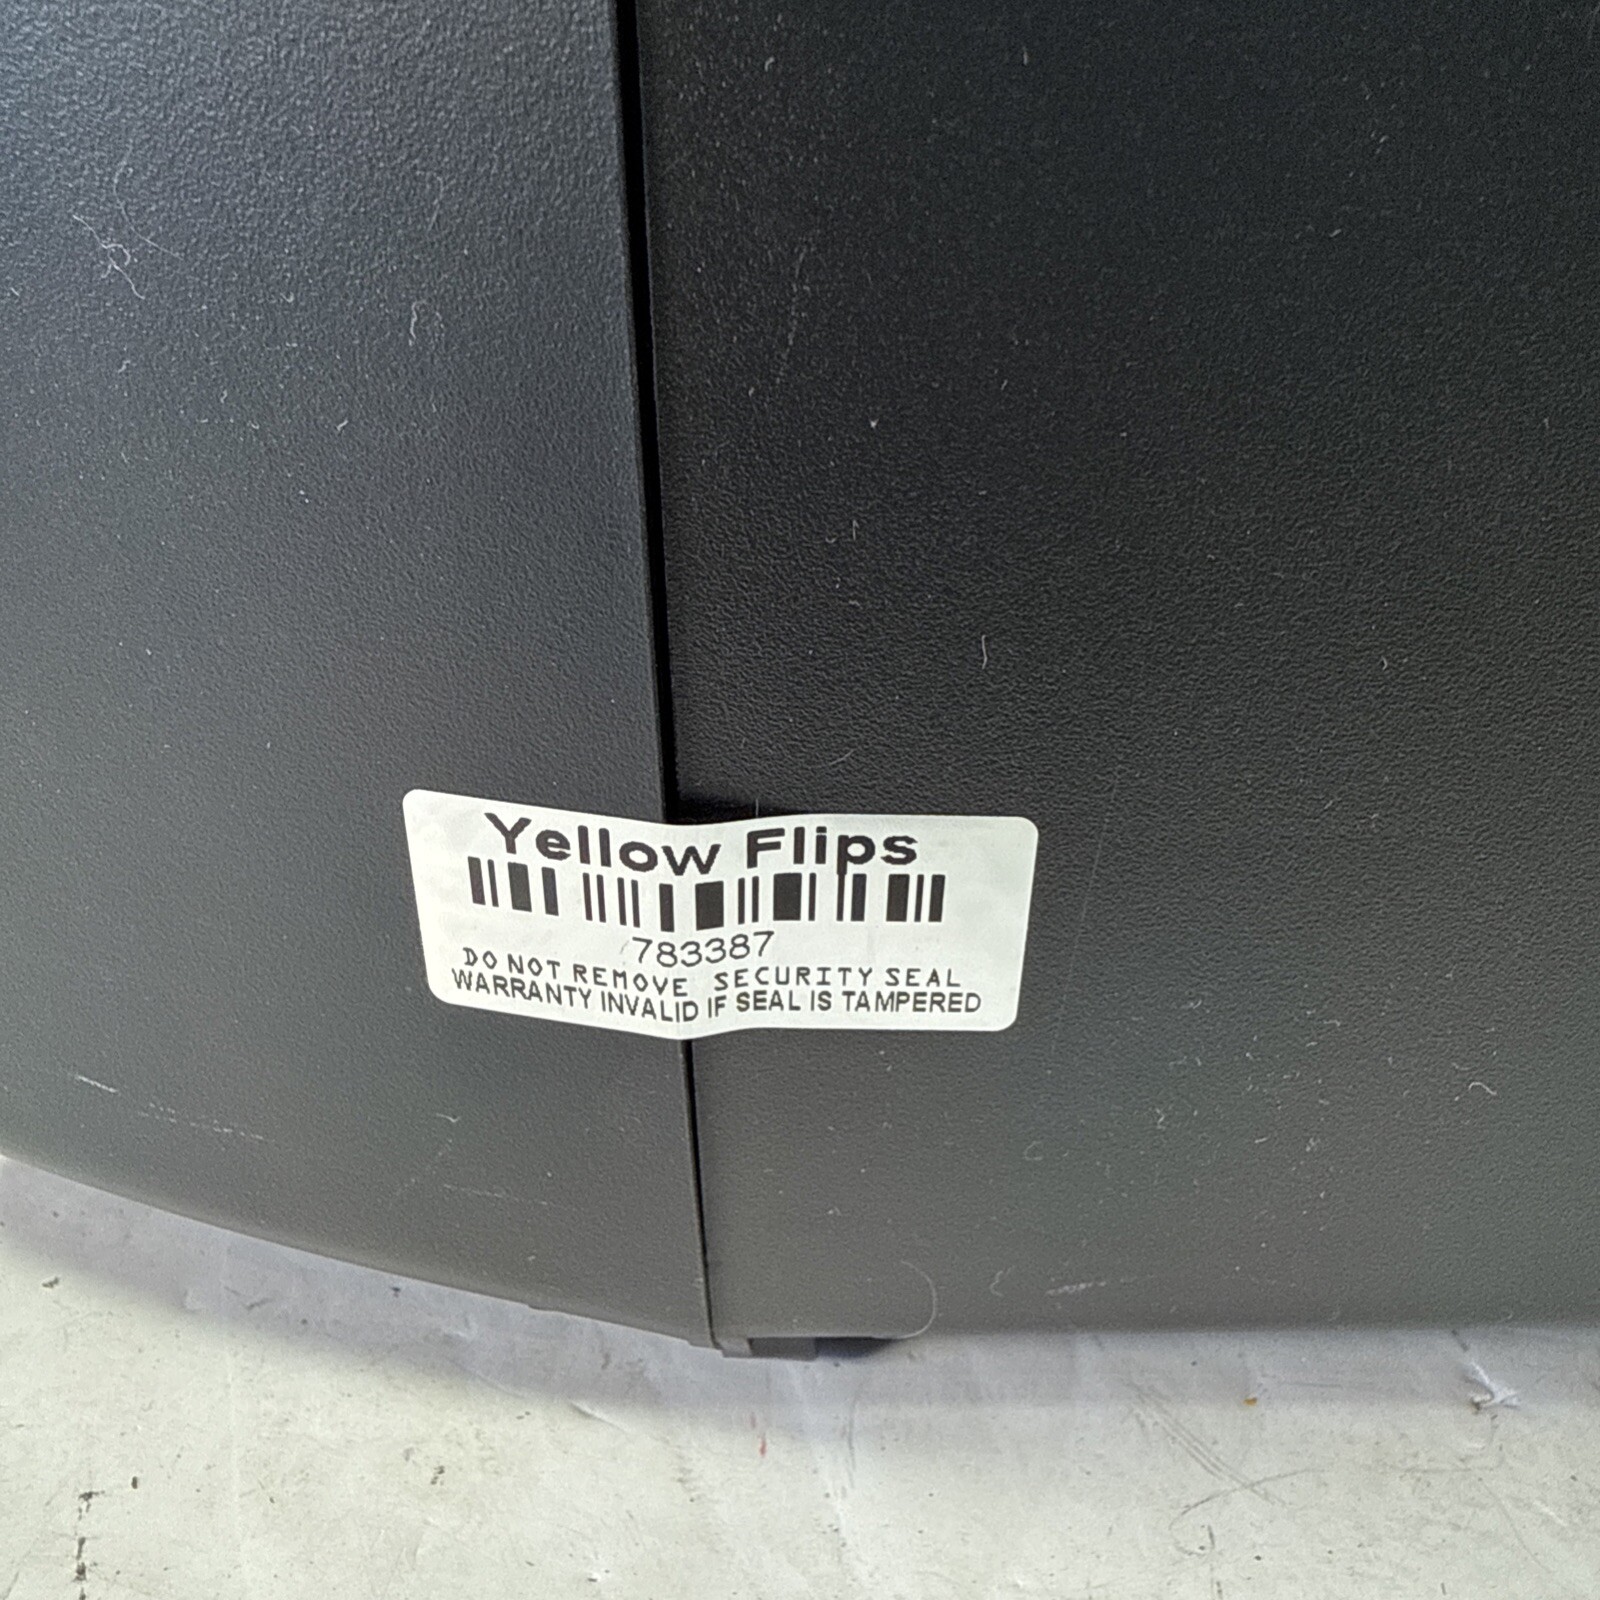 Yellow Flips
783387
DO NOT REMOVE SECURITY SEAL
WARRANTY INVALID IF SEAL IS TAMPERED